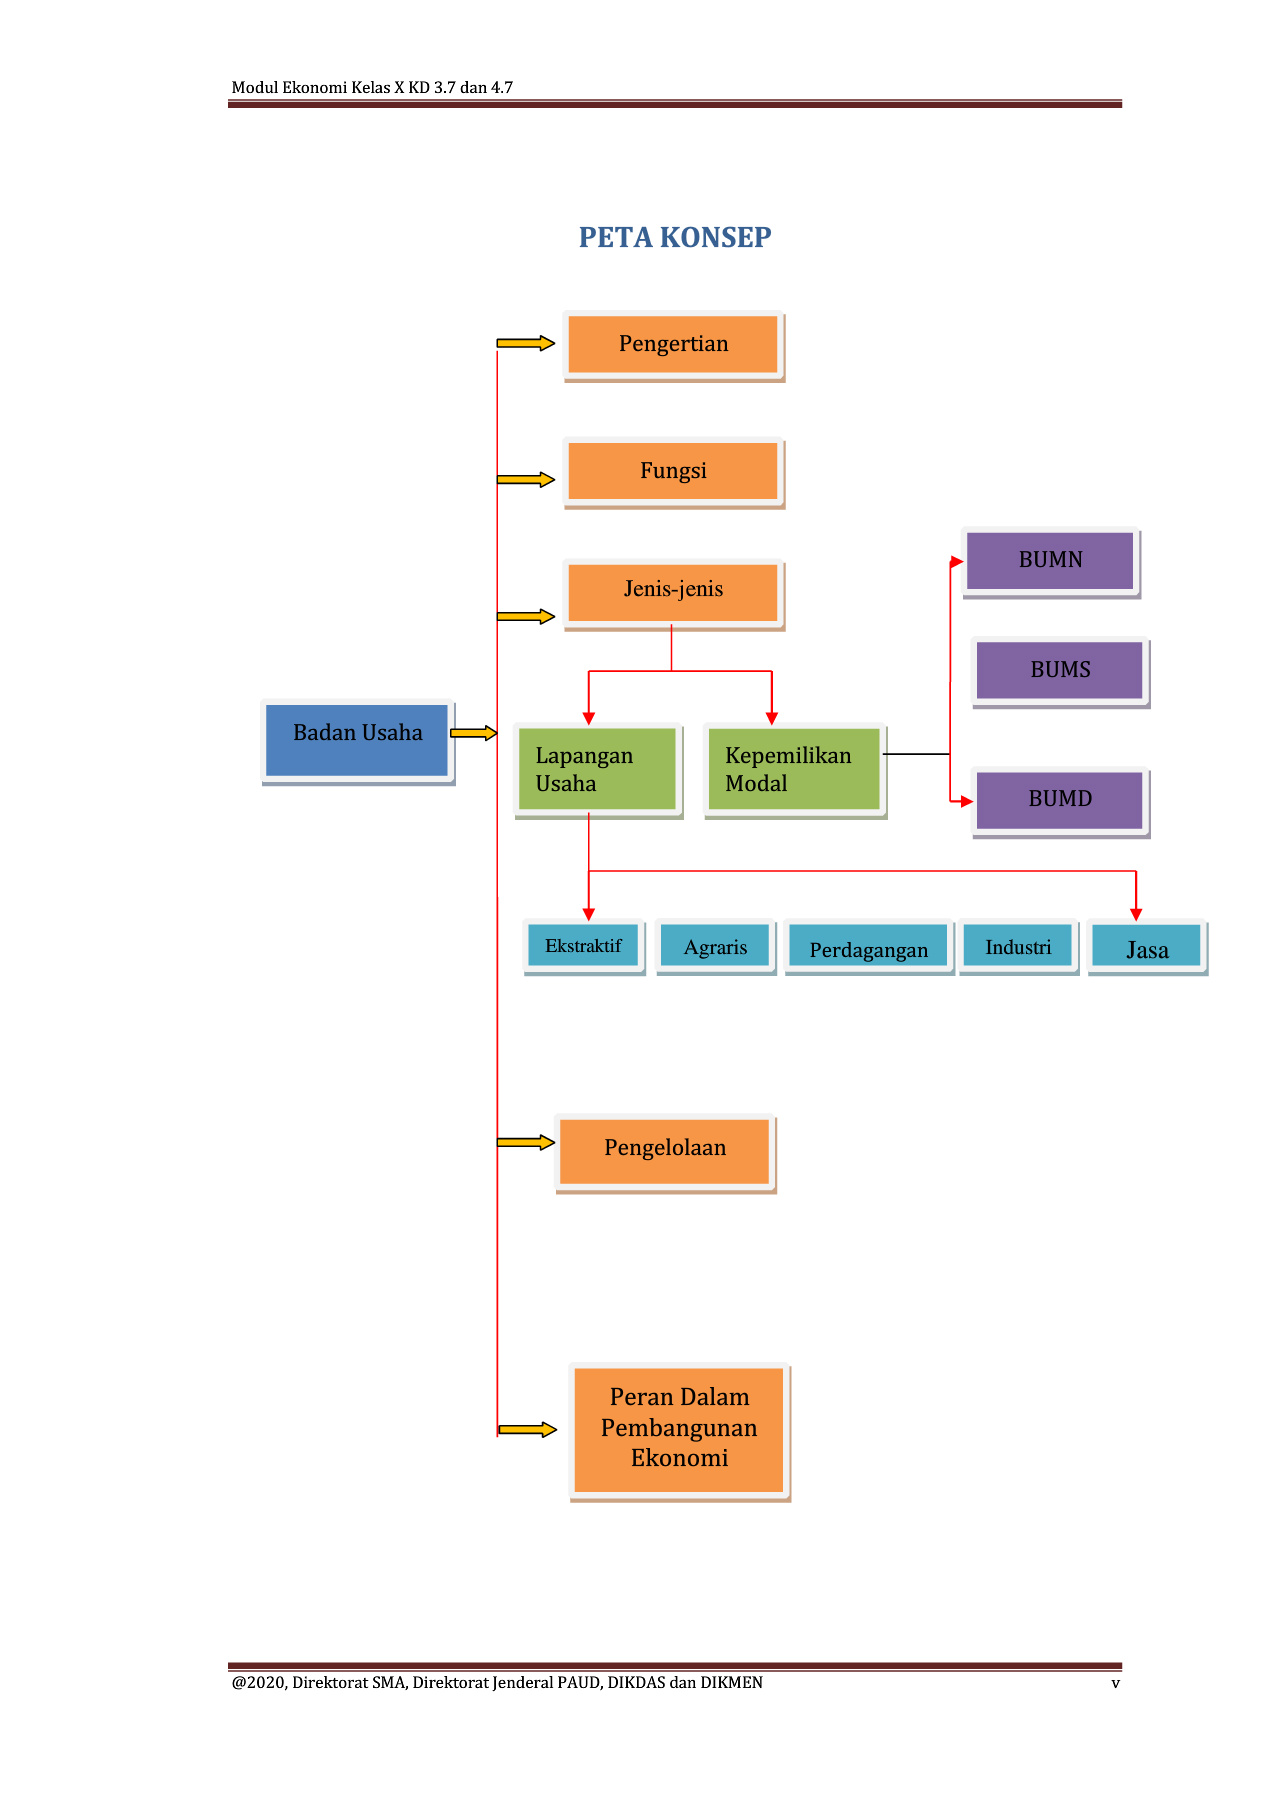 Modul Ekonomi Kelas X KD 3.7 dan 4.7
PETA KONSEP
Pengertian
Fungsi
Jenis-jenis
BUMN
BUMS
BUMD
Badan Usaha
Lapangan
Usaha
Kepemilikan
Modal
Ekstraktif
Agraris
Perdagangan
Industri
Jasa
Pengelolaan
Peran Dalam
Pembangunan
Ekonomi
@2020, Direktorat SMA, Direktorat Jenderal PAUD, DIKDAS dan DIKMEN
v